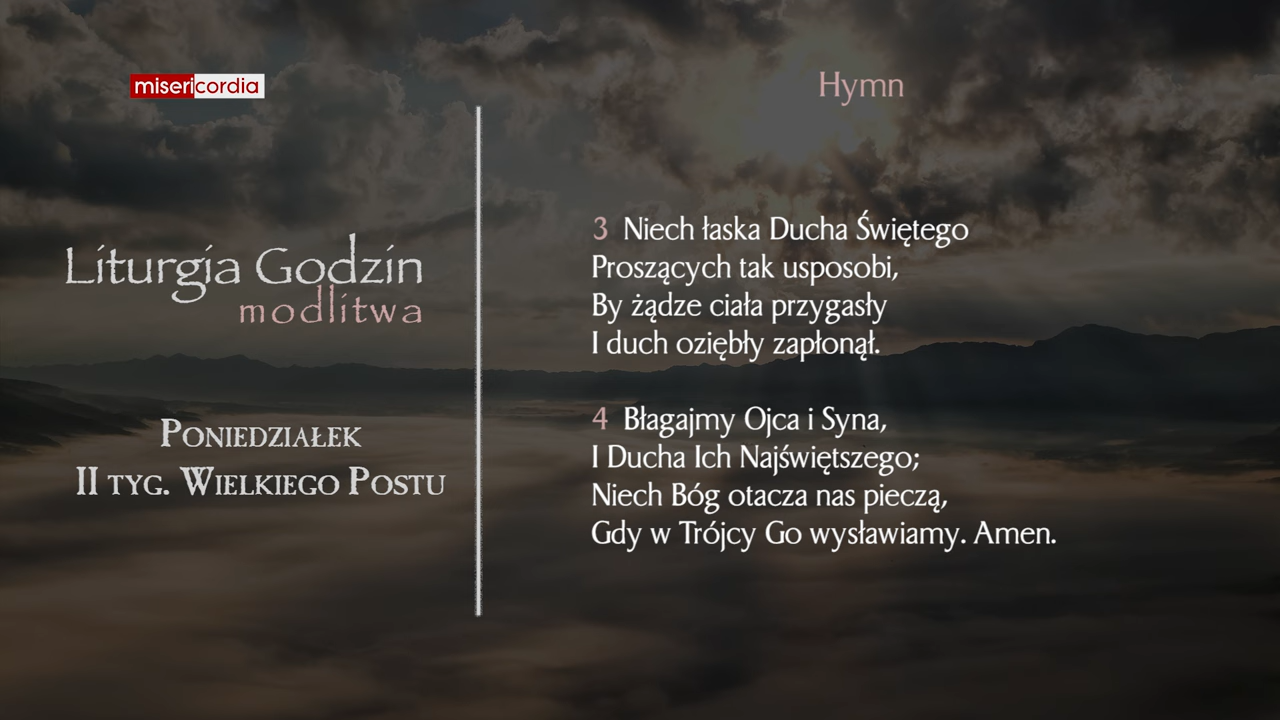 misericordia
Liturgia Godzin
modlitwa
Poniedziałek
II tyg. Wielkiego Postu
Hymn
3 Niech łaska Ducha Świętego
Proszących tak usposobi,
By żądze ciała przygasły
I duch oziębły zapłonął.
4 Błagajmy Ojca i Syna,
I Ducha Ich Najświętszego;
Niech Bóg otacza nas pieczą,
Gdy w Trójcy Go wysławiamy. Amen.